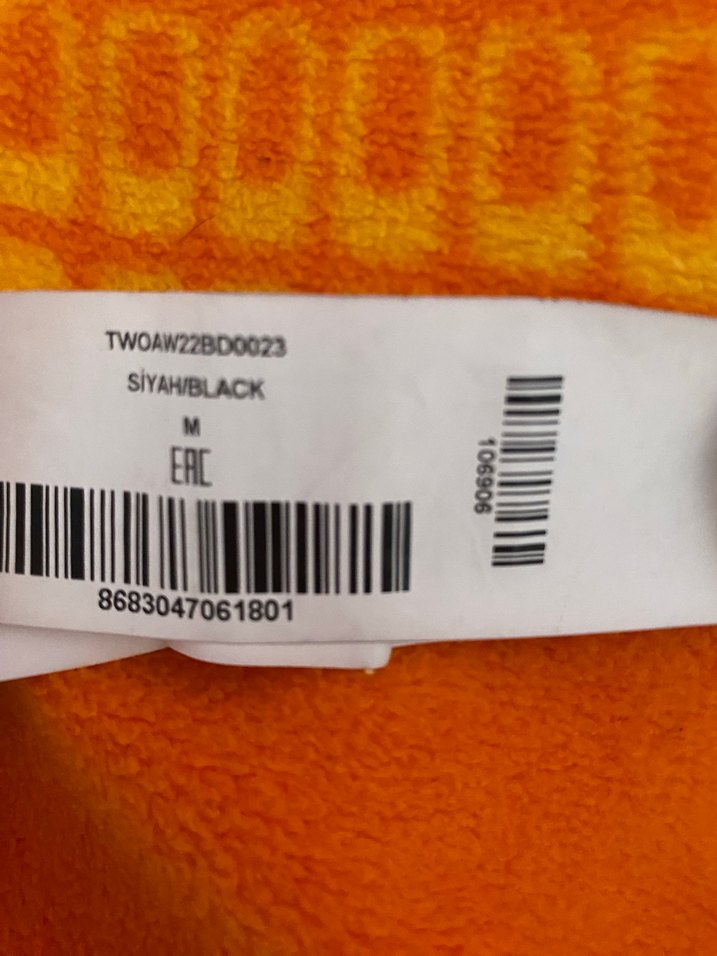 TWOAW22BD0023
SİYAH/BLACK
M
EAC
8683047061801
106906